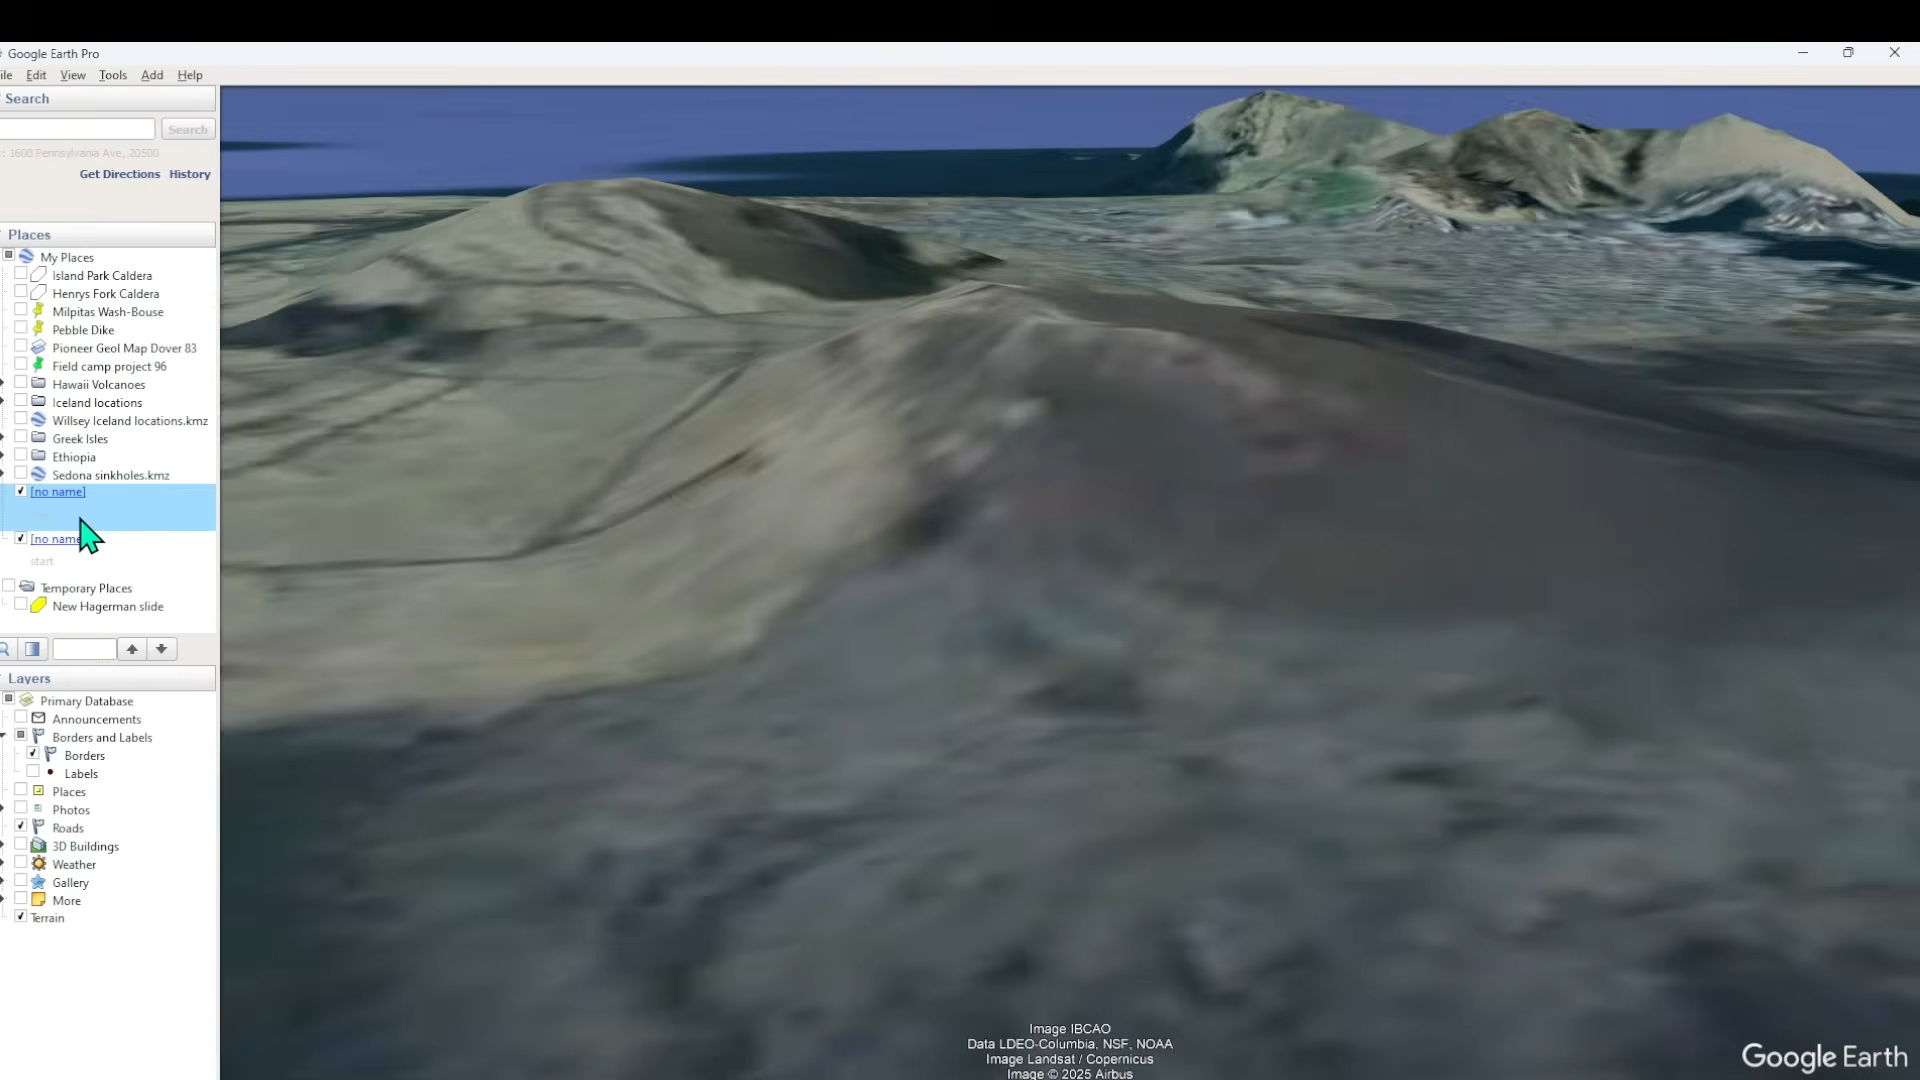 Google Earth Pro
ile Edit View Tools Add Help
Search
Search
: 1600 Pennsylvania Ave, 20500
Get Directions History
Places
My Places
Island Park Caldera
Henrys Fork Caldera
Milpitas Wash-Bouse
Pebble Dike
Pioneer Geol Map Dover 83
Field camp project 96
Hawaii Volcanoes
Iceland locations
Willsey Iceland locations.kmz
Greek Isles
Ethiopia
Sedona sinkholes.kmz
[no name]
[no name
start
Temporary Places
New Hagerman slide
Layers
Primary Database
Announcements
Borders and Labels
Borders
Labels
Places
Photos
Roads
3D Buildings
Weather
Gallery
More
Terrain
Image IBCAO
Data LDEO-Columbia, NSF, NOAA
Image Landsat / Copernicus
Image © 2025 Airbus
Google Earth